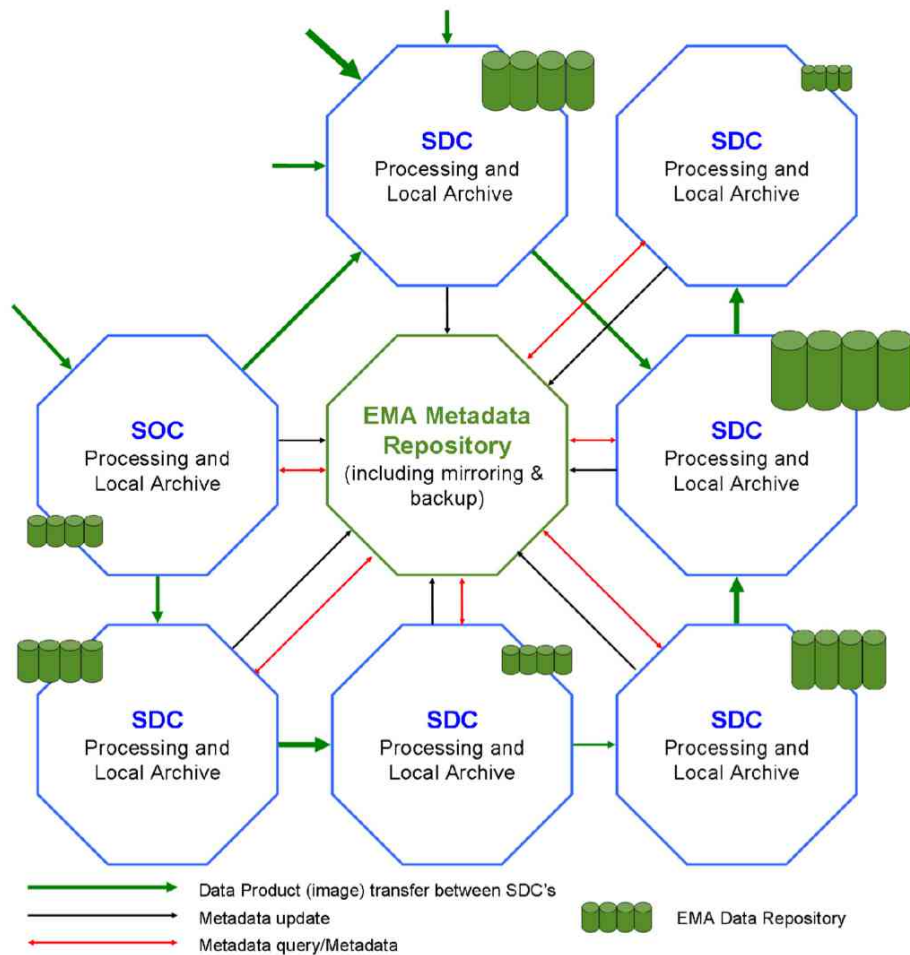 SDC
Processing and
Local Archive
SDC
Processing and
Local Archive
SOC
Processing and
Local Archive
EMA Metadata
Repository
(including mirroring &
backup)
SDC
Processing and
Local Archive
SDC
Processing and
Local Archive
SDC
Processing and
Local Archive
SDC
Processing and
Local Archive
Data Product (image) transfer between SDC's
Metadata update
Metadata query/Metadata
EMA Data Repository